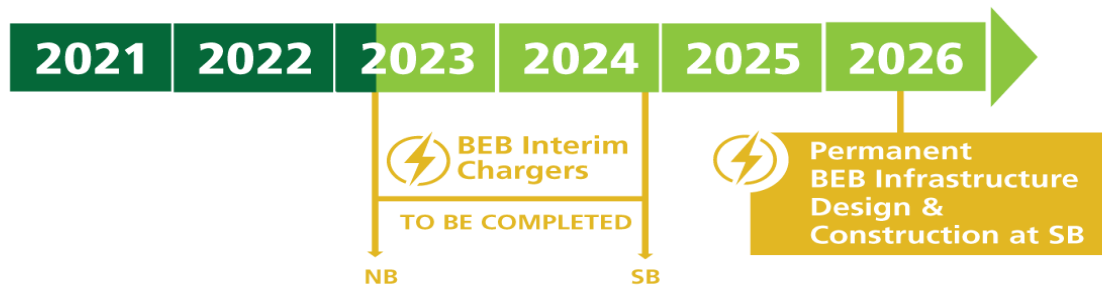 2021 2022 2023 2024 2025 2026
BEB Interim
Chargers
TO BE COMPLETED
NB SB
Permanent
BEB Infrastructure
Design &
Construction at SB